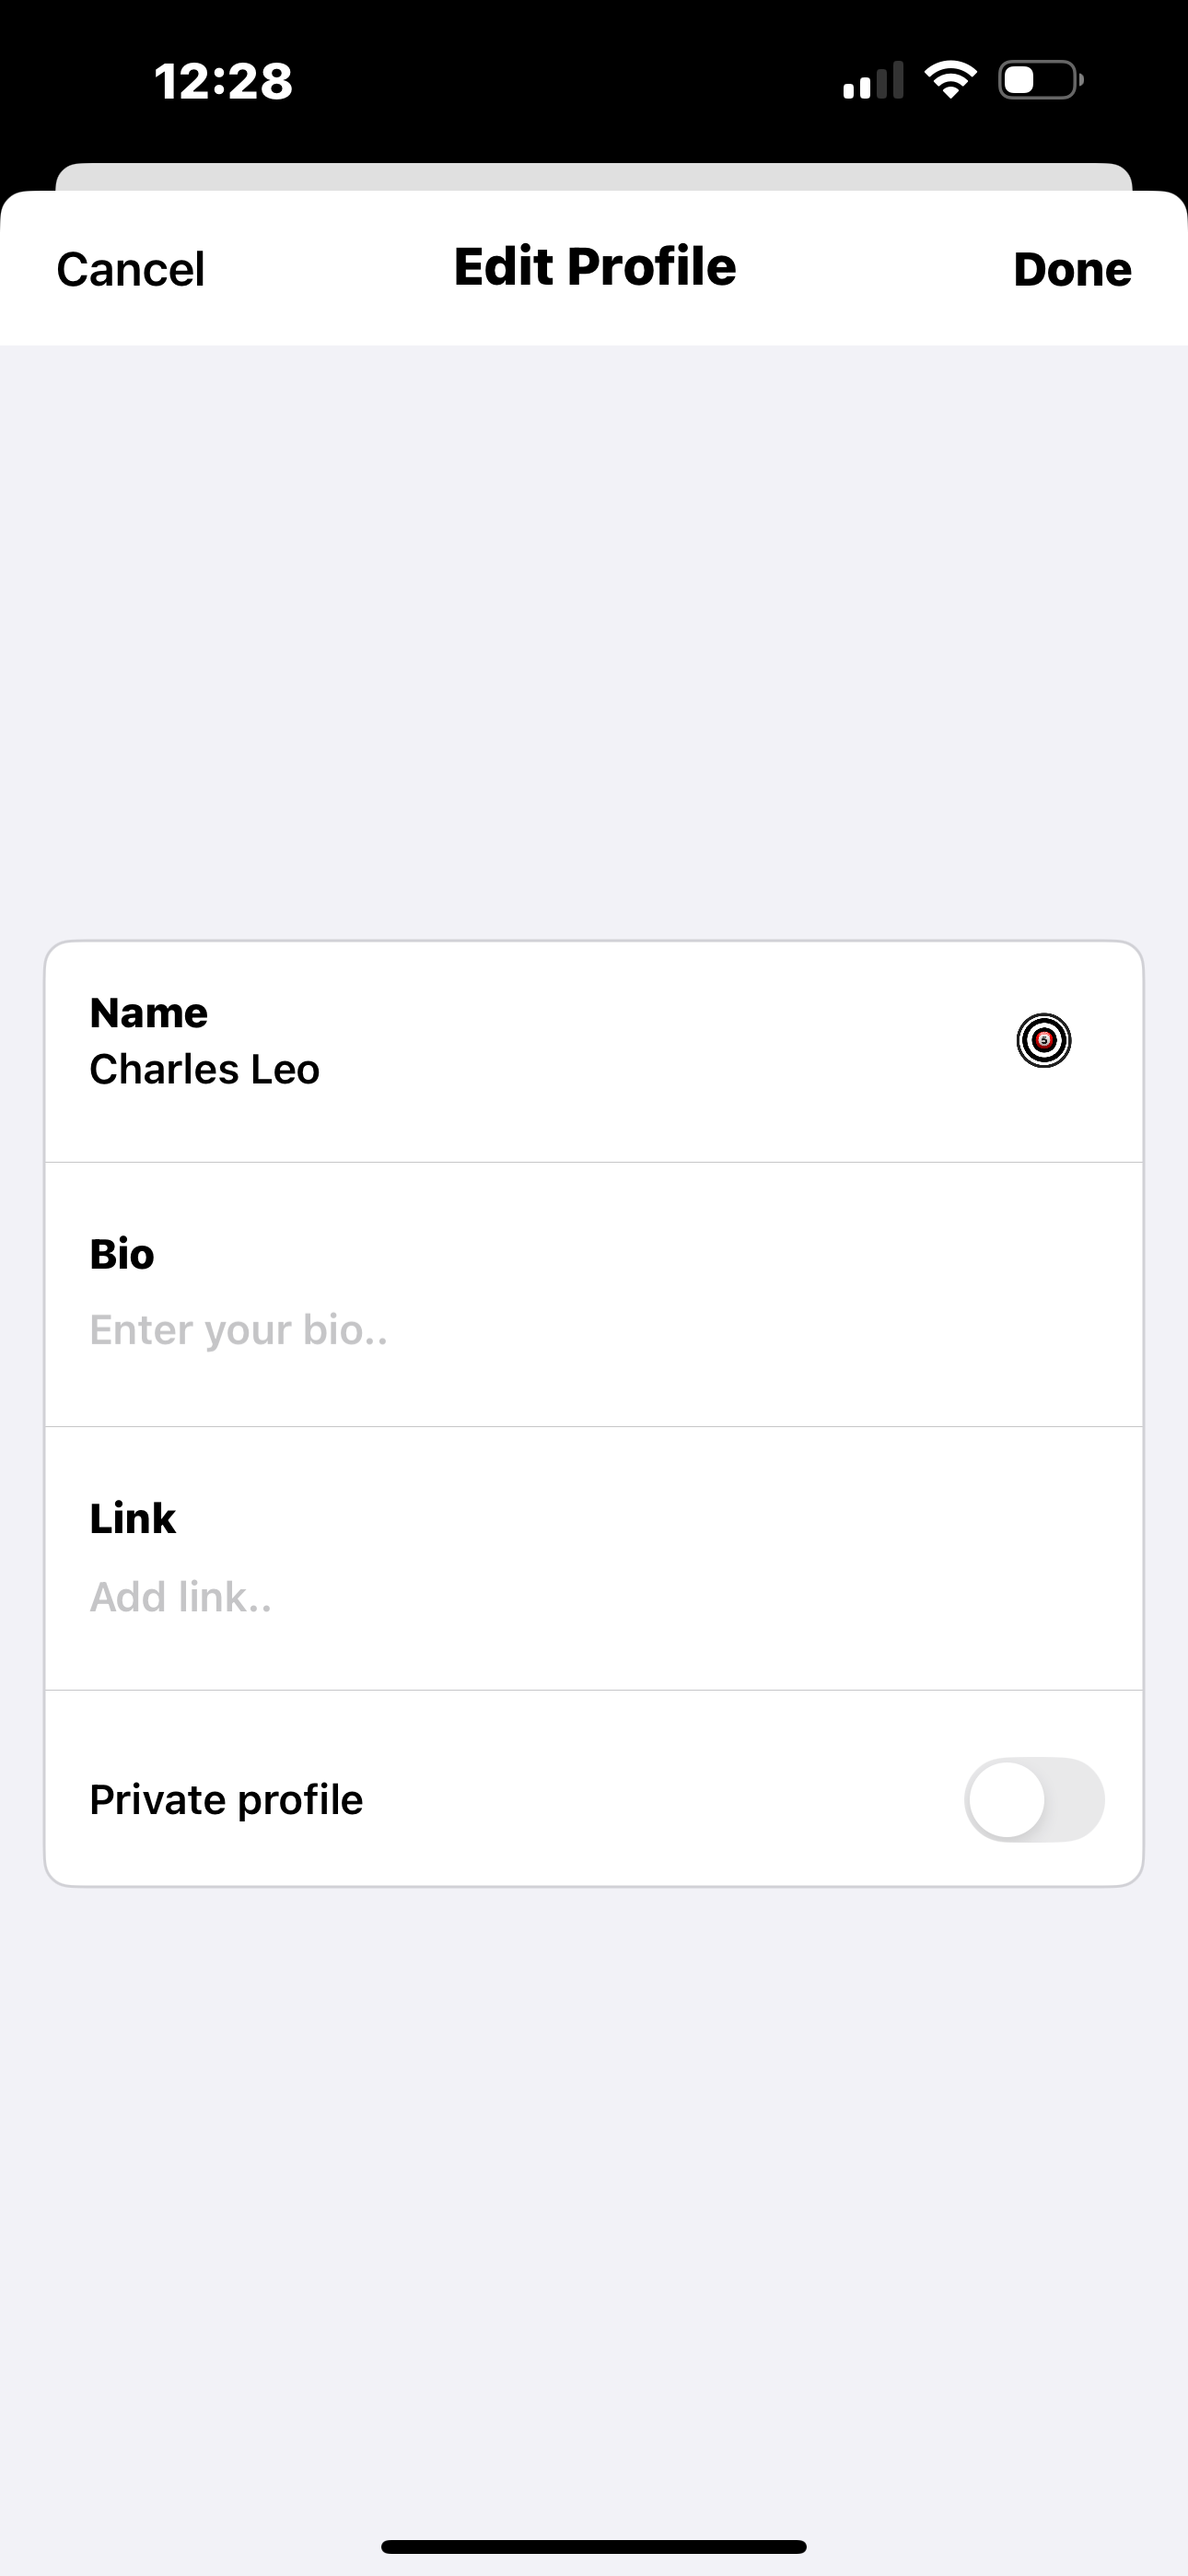 12:28
Cancel Edit Profile Done
Name
Charles Leo
Bio
Enter your bio..
Link
Add link..
Private profile